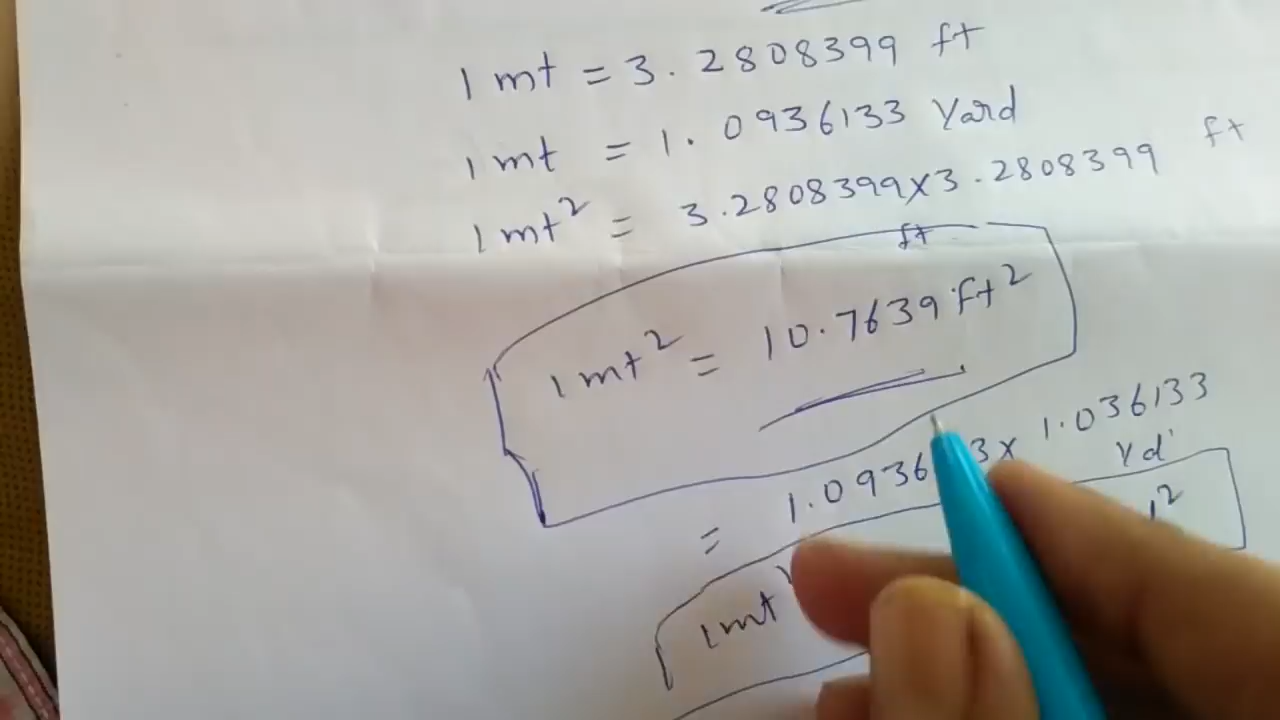 1 mt = 3.2808399 ft
1 mt = 1.0936133 Yard
1 mt² = 3.2808399x3.2808399 ft
ft
1 mt² = 10.7639 ft²
= 1.0936 3x 1.036133
Yd
1mt